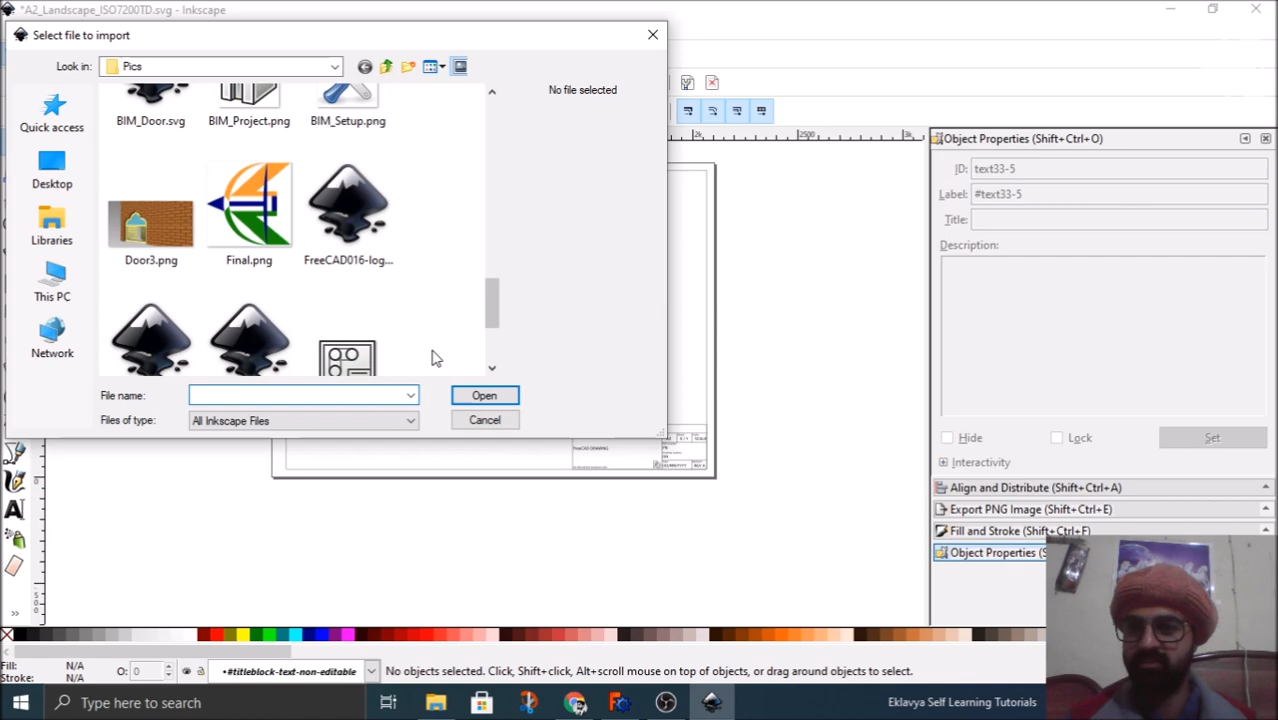 *A2_Landscape_ISO7200TD.svg - Inkscape
Select file to import
Look in:
Pics
No file selected
Quick access
Desktop
Libraries
This PC
Network
BIM_Door.svg
BIM_Project.png
BIM_Setup.png
Door3.png
Final.png
FreeCAD016-log...
File name:
Open
Files of type:
All Inkscape Files
Cancel
2500
Object Properties (Shift+Ctrl+O)
ID:
text33-5
Label:
#text33-5
Title:
Description:
Hide
Lock
Set
Interactivity
Align and Distribute (Shift+Ctrl+A)
Export PNG Image (Shift+Ctrl+E)
Fill and Stroke (Shift+Ctrl+F)
Object Properties (S
FreeCAD DRAWING
Fill:
N/A
Stroke:
N/A
O:
0
•#titleblock-text-non-editable
No objects selected. Click, Shift+click, Alt+scroll mouse on top of objects, or drag around objects to select.
Type here to search
Eklavya Self Learning Tutorials